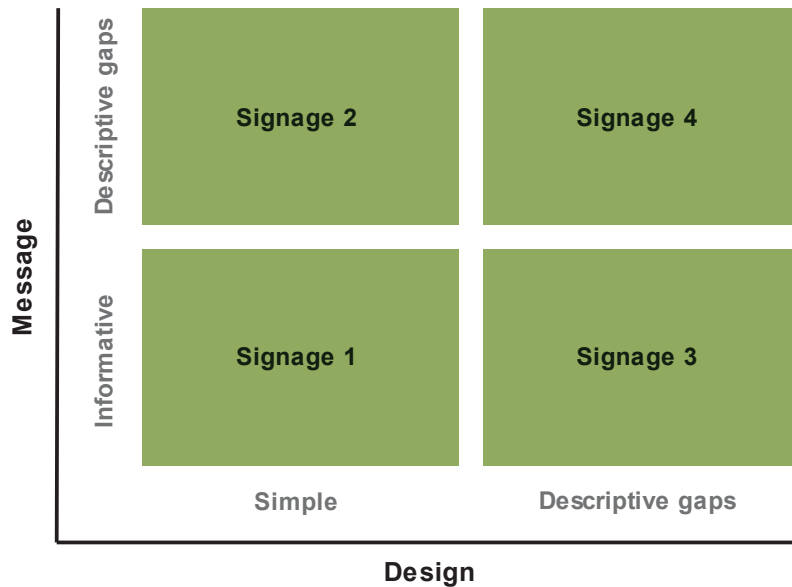 Message
Descriptive gaps
Informative
Signage 2
Signage 4
Signage 1
Signage 3
Simple
Descriptive gaps
Design